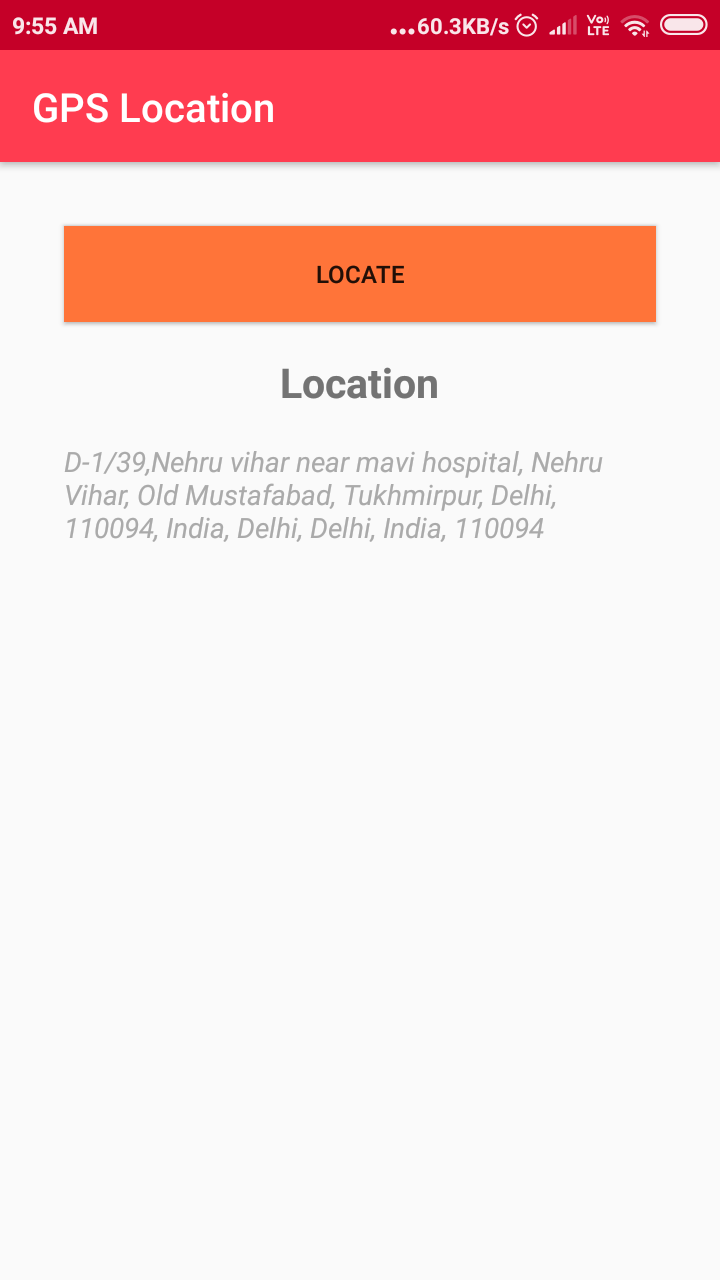 9:55 AM ...60.3KB/s Vo LTE
GPS Location
LOCATE
Location
D-1/39,Nehru vihar near mavi hospital, Nehru
Vihar, Old Mustafabad, Tukhmirpur, Delhi,
110094, India, Delhi, Delhi, India, 110094